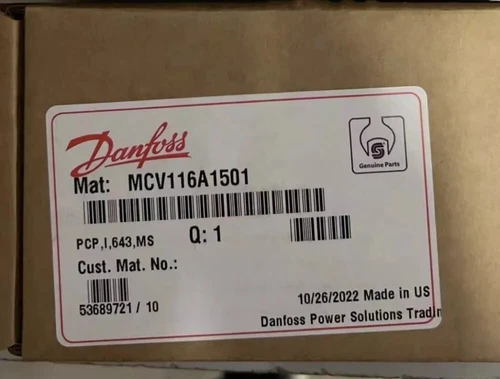 Danfoss
Genuine Parts
Mat: MCV116A1501
PCP,I,643,MS Q: 1
Cust. Mat. No.:
53689721 / 10
10/26/2022 Made in US
Danfoss Power Solutions Tradin